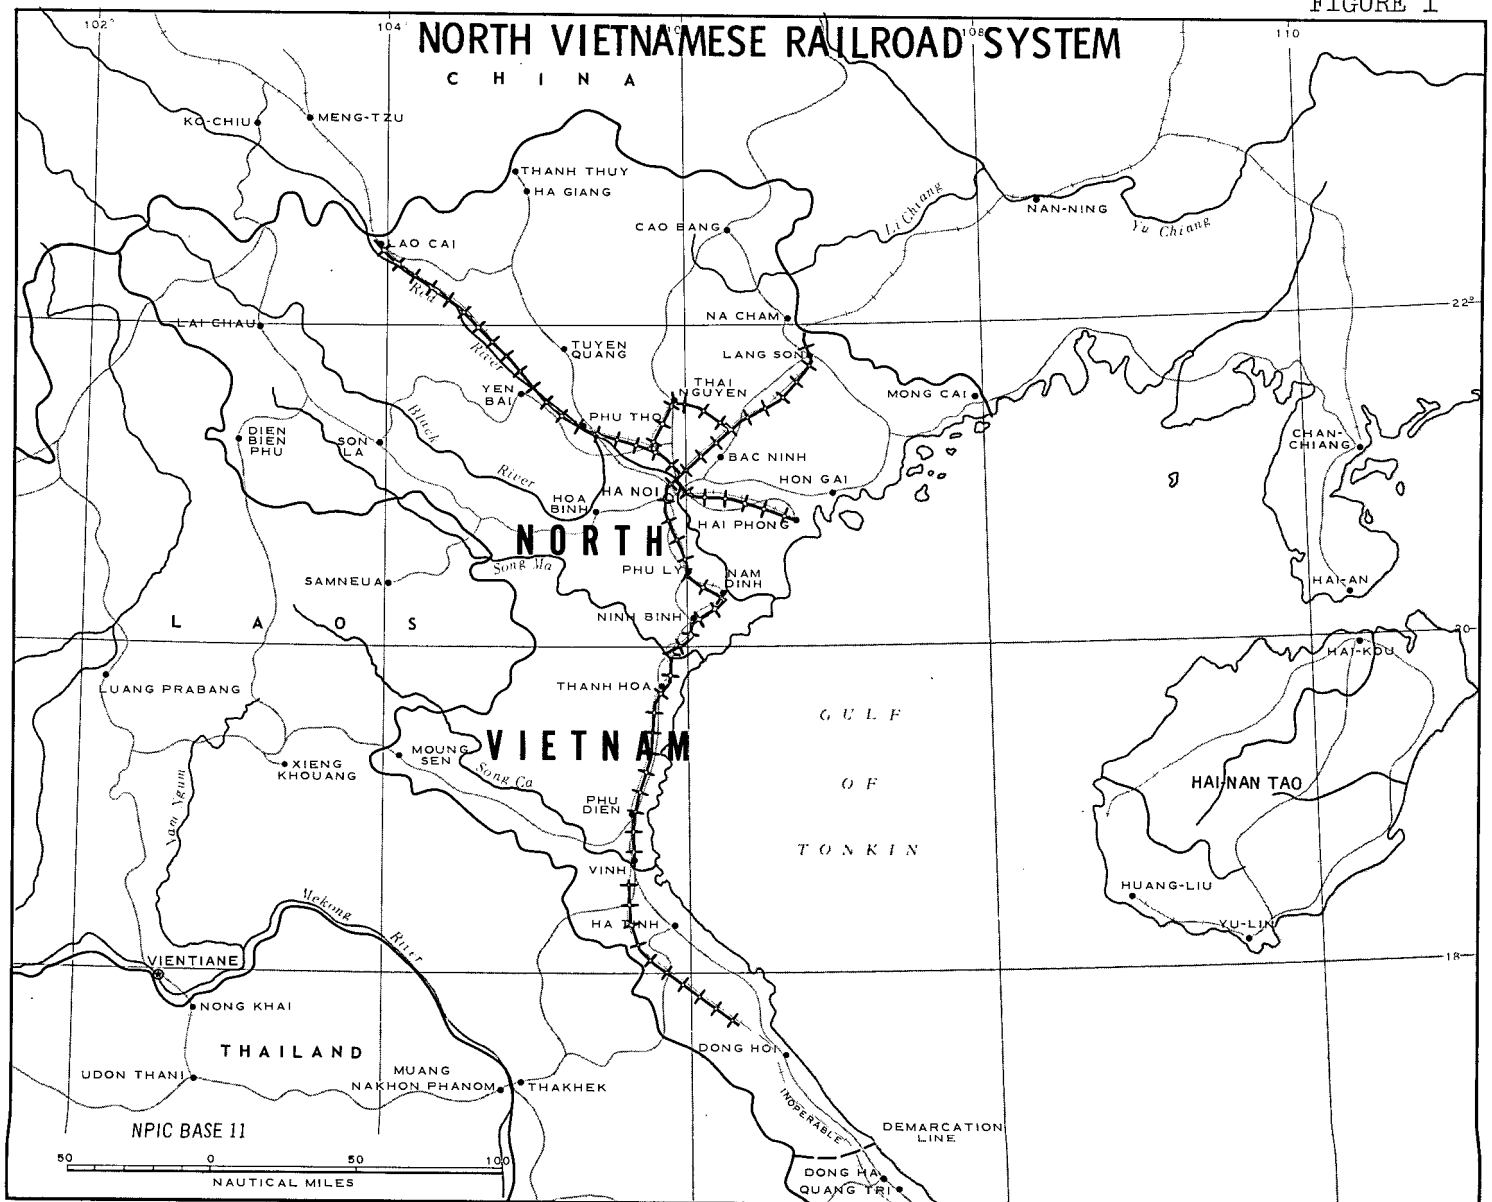 FIGURE 1
102°
104°
108
110
NORTH VIETNAMESE RAILROAD SYSTEM
CHINA
KO-CHIU
MENG-TZU
THANH THUY
HA GIANG
CAO BANG
Li Chiang
NAN-NING
Yu Chiang
LAO CAI
Red
River
22°
NA CHAM
LAI CHAU
TUYEN
QUANG
LANG SON
YEN
BAI
THAI
NGUYEN
MONG CAI
PHU THO
Black
River
DIEN
BIEN
PHU
SON
LA
CHAN-
CHIANG
BAC NINH
HON GAI
HA NOI
HOA
BINH
HAI PHONG
NORTH
Song Ma
PHU LY
NAM
DINH
SAMNEUA
HAI-AN
LAOS
NINH BINH
20
HAI-KOU
LUANG PRABANG
THANH HOA
GULF
OF
TONKIN
VIETNAM
MOUNG
SEN
Song Ca
XIENG
KHOUANG
HAI-NAN TAO
Nam Ngum
PHU
DIEN
VINH
HUANG-LIU
Mekong
River
HA TINH
YU-LIN
VIENTIANE
18
NONG KHAI
THAILAND
DONG HOI
UDON THANI
MUANG
NAKHON PHANOM
THAKHEK
INOPERABLE
DEMARCATION
LINE
NPIC BASE 11
50 0 50 100
NAUTICAL MILES
DONG HA
QUANG TRI